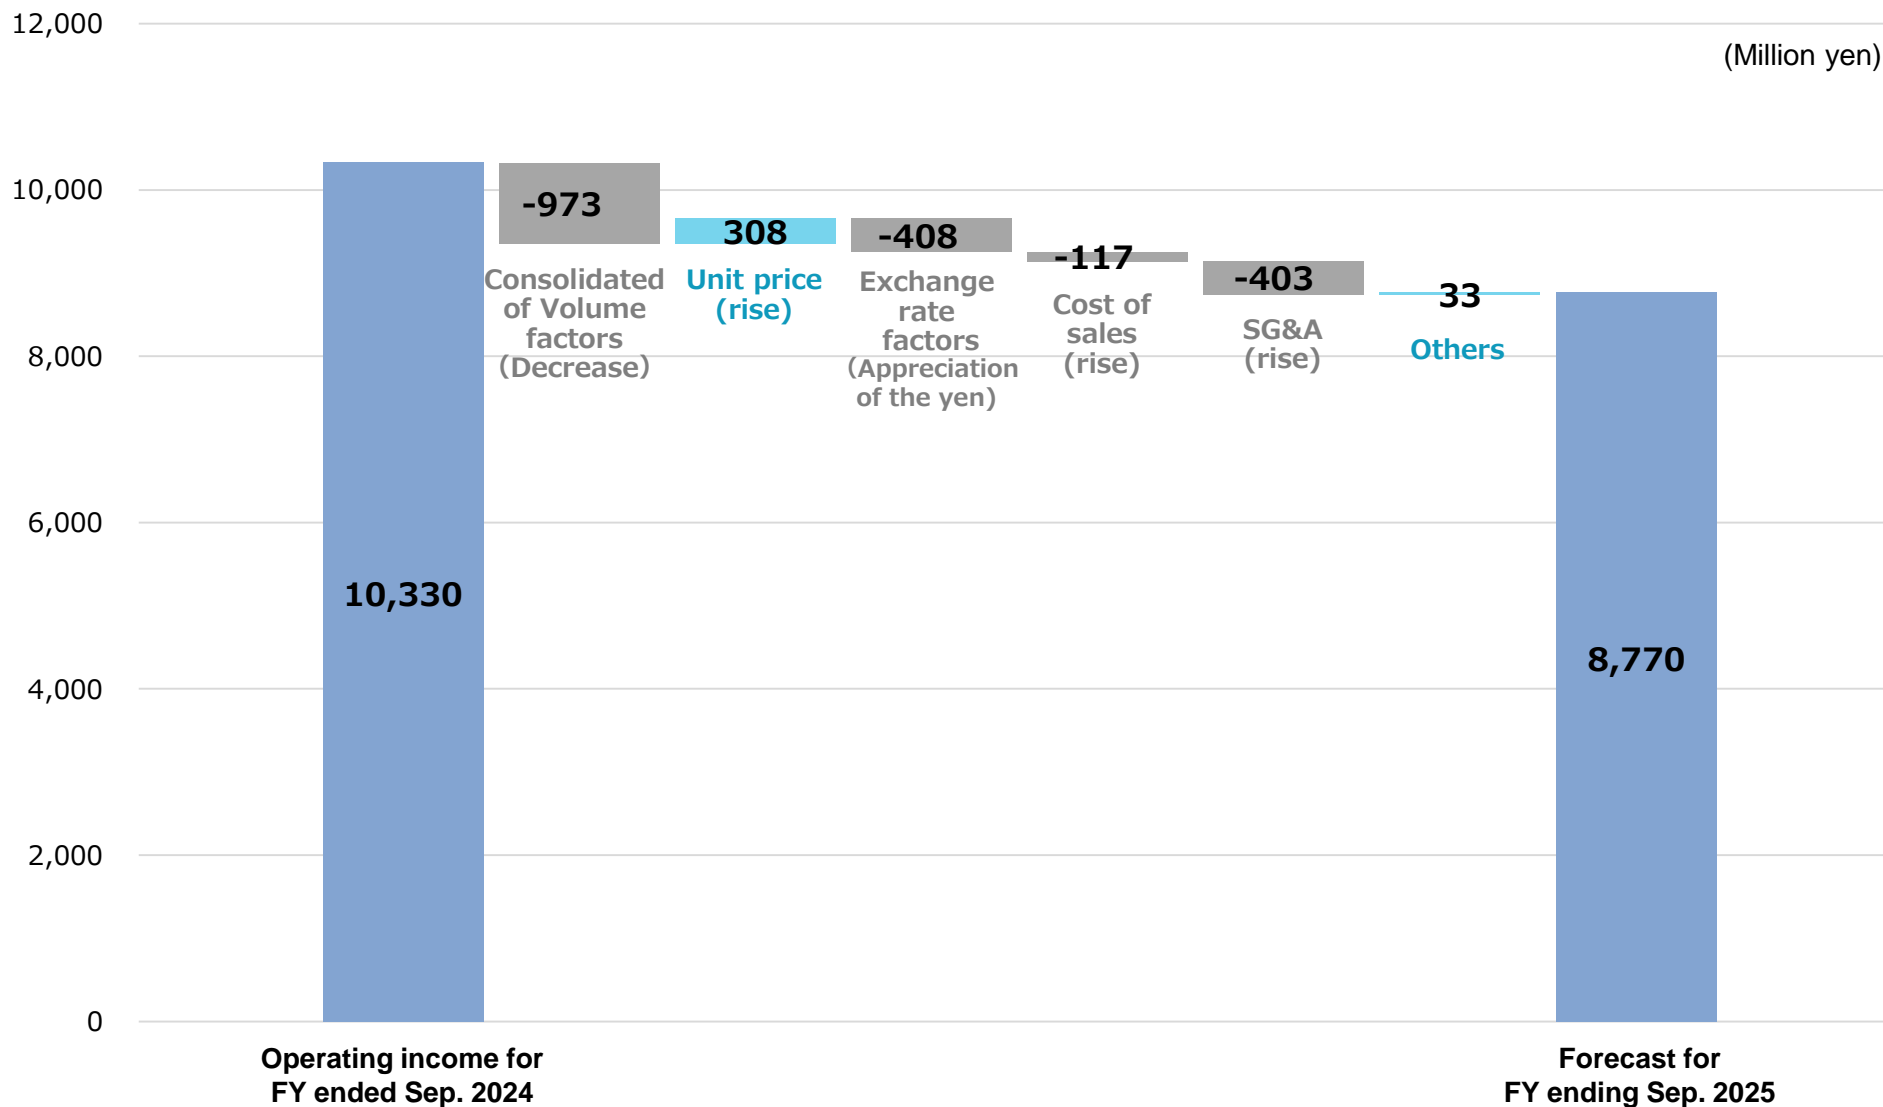 12,000
(Million yen)
10,000
8,000
6,000
4,000
2,000
0
10,330
-973
Consolidated
of Volume
factors
(Decrease)
308
Unit price
(rise)
-408
Exchange
rate
factors
(Appreciation
of the yen)
-117
Cost of
sales
(rise)
-403
SG&A
(rise)
33
Others
8,770
Operating income for
FY ended Sep. 2024
Forecast for
FY ending Sep. 2025